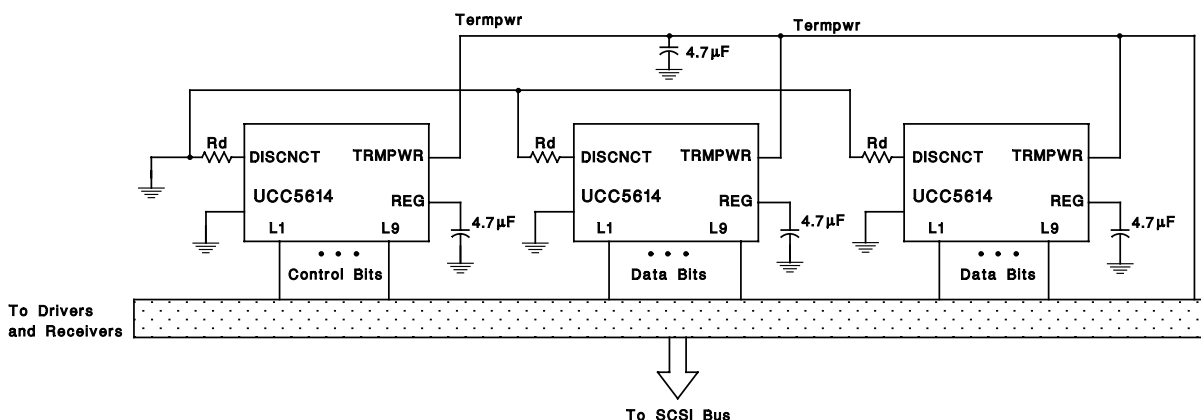 Termpwr
Termpwr
4.7µF
Rd
DISCNCT TRMPWR
UCC5614
REG
L1 L9
4.7µF
Control Bits
Rd
DISCNCT TRMPWR
UCC5614
REG
L1 L9
4.7µF
Data Bits
Rd
DISCNCT TRMPWR
UCC5614
REG
L1 L9
4.7µF
Data Bits
To Drivers
and Receivers
To SCSI Bus